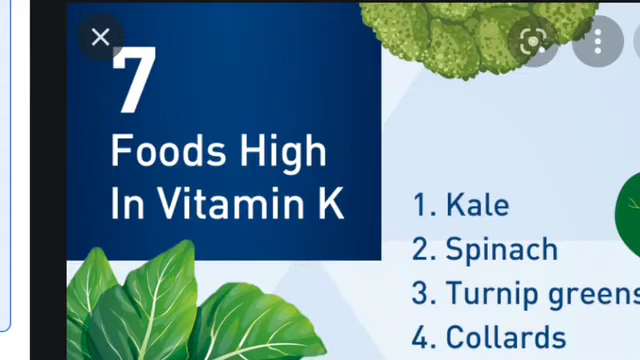 7
Foods High
In Vitamin K
1. Kale
2. Spinach
3. Turnip greens
4. Collards